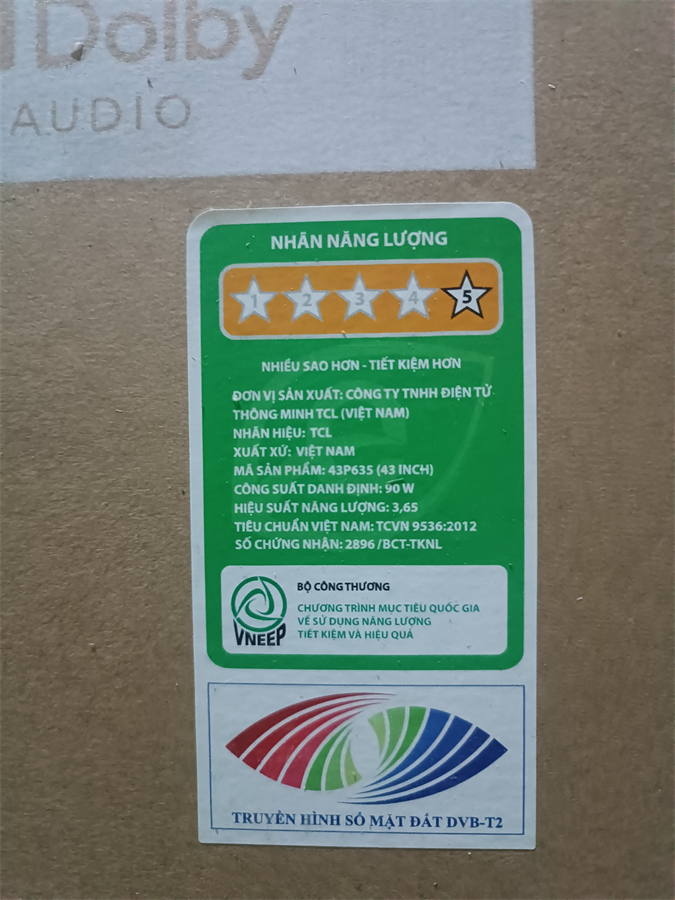 Dolby
AUDIO
NHÃN NĂNG LƯỢNG
1 2 3 4 5
NHIỀU SAO HƠN - TIẾT KIỆM HƠN
ĐƠN VỊ SẢN XUẤT: CÔNG TY TNHH ĐIỆN TỬ
THÔNG MINH TCL (VIỆT NAM)
NHÃN HIỆU: TCL
XUẤT XỨ: VIỆT NAM
MÃ SẢN PHẨM: 43P635 (43 INCH)
CÔNG SUẤT DANH ĐỊNH: 90 W
HIỆU SUẤT NĂNG LƯỢNG: 3,65
TIÊU CHUẨN VIỆT NAM: TCVN 9536:2012
SỐ CHỨNG NHẬN: 2896 /BCT-TKNL
BỘ CÔNG THƯƠNG
CHƯƠNG TRÌNH MỤC TIÊU QUỐC GIA
VỀ SỬ DỤNG NĂNG LƯỢNG
TIẾT KIỆM VÀ HIỆU QUẢ
VNEEP
TRUYỀN HÌNH SỐ MẶT ĐẤT DVB-T2